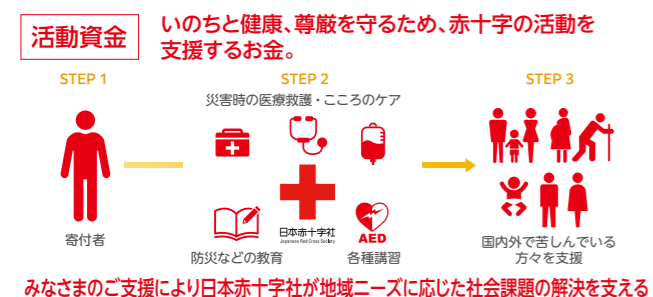 活動資金
いのちと健康、尊厳を守るため、赤十字の活動を
支援するお金。
STEP 1
STEP 2
STEP 3
災害時の医療救護・こころのケア
日本赤十字社
Japanese Red Cross Society
AED
寄付者
防災などの教育
各種講習
国内外で苦しんでいる
方々を支援
みなさまのご支援により日本赤十字社が地域ニーズに応じた社会課題の解決を支える